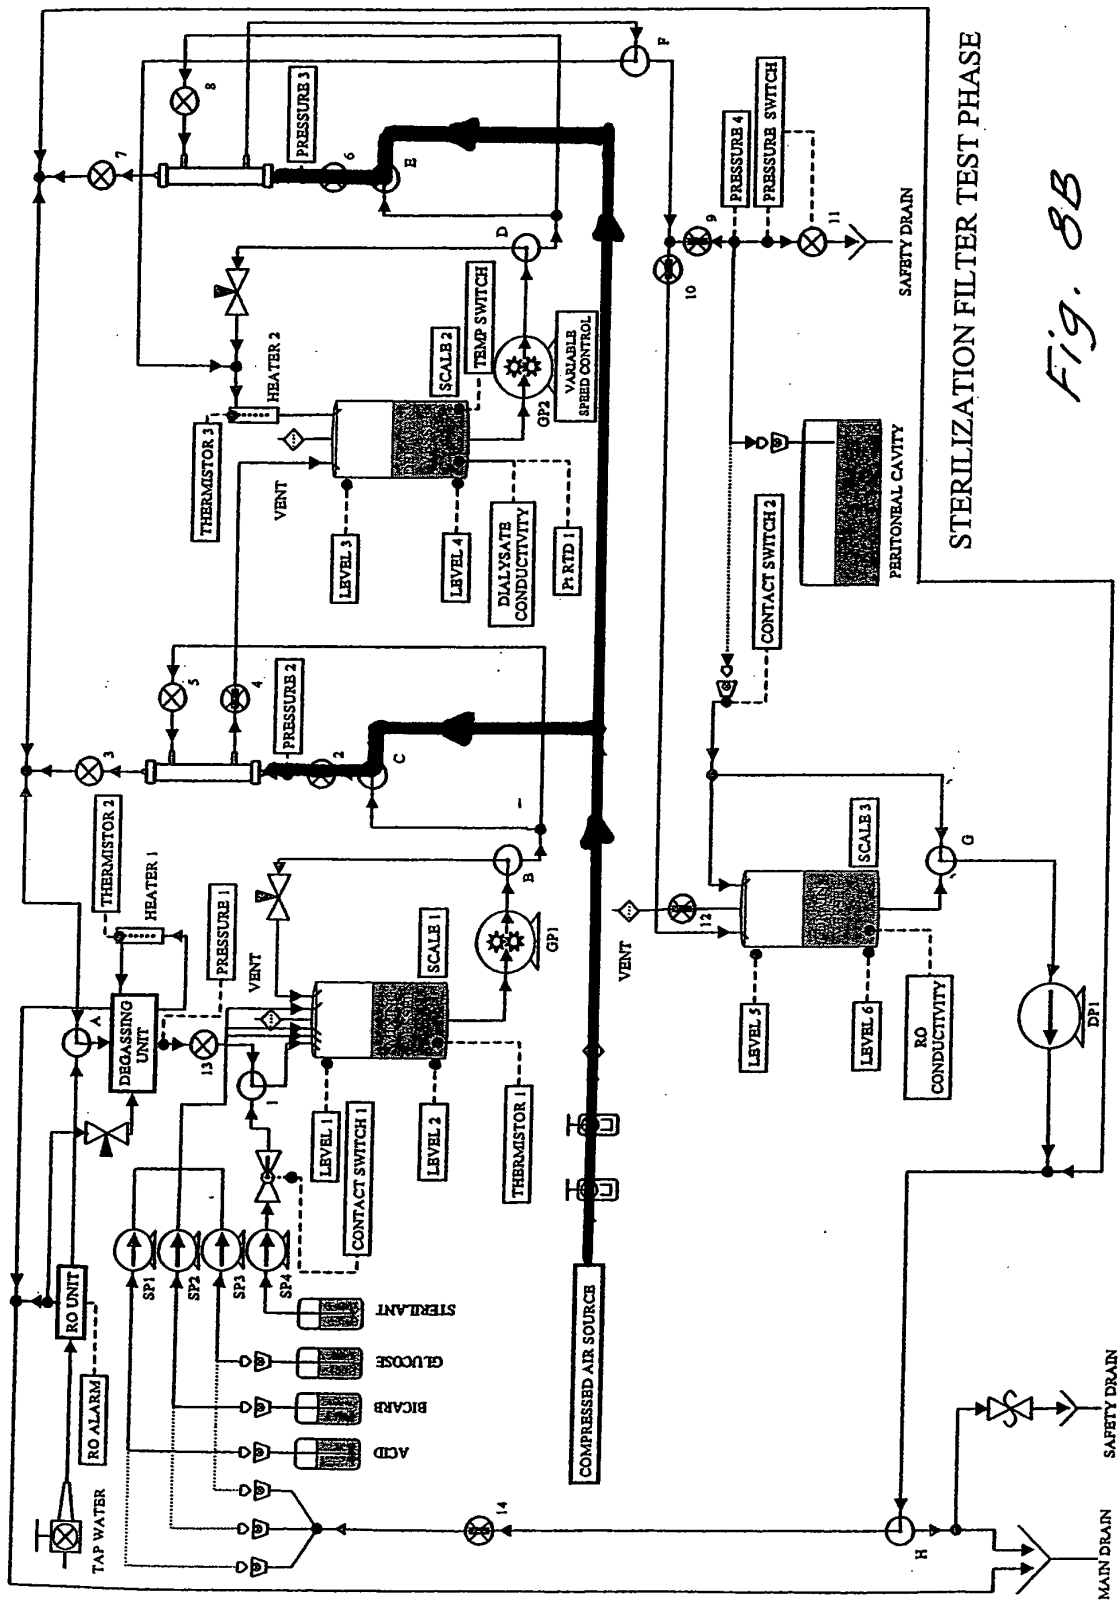 TAP WATER
RO ALARM
RO UNIT
SP1
SP2
SP3
SP4
ACID
BICARB
GLUCOSE
STERILANT
A
DEGASSING
UNIT
THERMISTOR 2
HEATER 1
PRESSURE 1
13
I
VENT
LEVEL 1
LEVEL 2
CONTACT SWITCH 1
THERMISTOR 1
SCALE 1
GP1
B
3
5
4
PRESSURE 2
2
C
THERMISTOR 3
HEATER 2
VENT
LEVEL 3
LEVEL 4
SCALE 2
TEMP SWITCH
DIALYSATE
CONDUCTIVITY
Pt RTD 1
GP2
VARIABLE
SPEED CONTROL
D
7
8
PRESSURE 3
6
E
F
COMPRESSED AIR SOURCE
10
9
PRESSURE 4
PRESSURE SWITCH
11
SAFETY DRAIN
VENT
12
LEVEL 5
LEVEL 6
RO
CONDUCTIVITY
SCALE 3
G
CONTACT SWITCH 2
PERITONEAL CAVITY
DP1
14
H
MAIN DRAIN
SAFETY DRAIN
STERILIZATION FILTER TEST PHASE
Fig. 8B